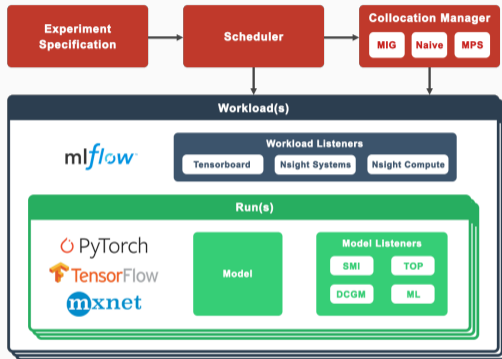 Experiment
Specification
Scheduler
Collocation Manager
MIG Naive MPS
Workload(s)
mlflow
Workload Listeners
Tensorboard Nsight Systems Nsight Compute
Run(s)
PyTorch
TensorFlow
mxnet
Model
Model Listeners
SMI TOP
DCGM ML